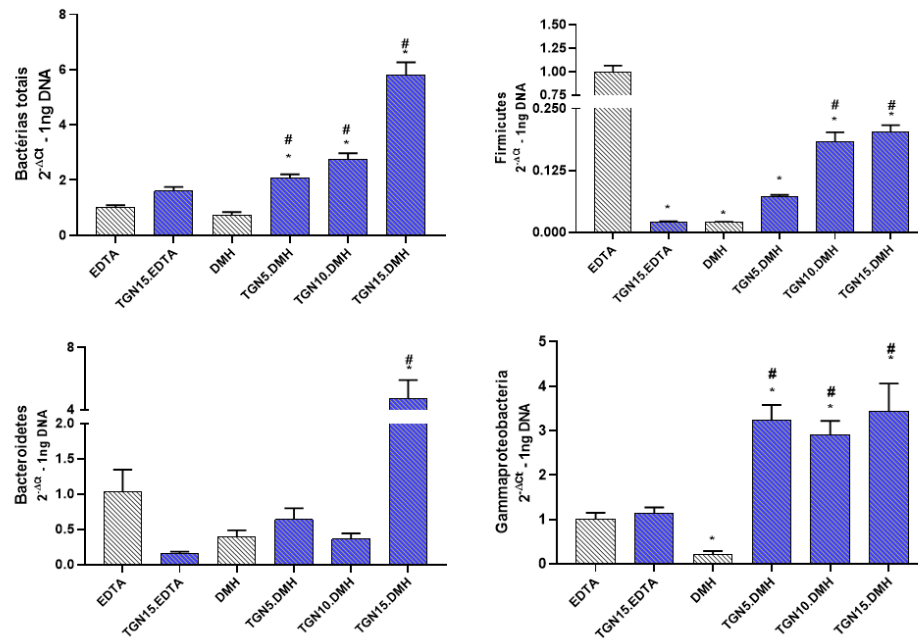 Bactérias totais
2^-ΔCt - 1ng DNA
8
6
4
2
0
#
*
#
*
#
*
EDTA
TGN15.EDTA
DMH
TGN5.DMH
TGN10.DMH
TGN15.DMH
Firmicutes
2^-ΔCt - 1ng DNA
1.50
1.25
1.00
0.75
0.250
0.125
0.000
*
*
*
#
*
#
*
EDTA
TGN15.EDTA
DMH
TGN5.DMH
TGN10.DMH
TGN15.DMH
Bacteroidetes
2^-ΔCt - 1ng DNA
8
4
2.0
1.5
1.0
0.5
0.0
#
*
EDTA
TGN15.EDTA
DMH
TGN5.DMH
TGN10.DMH
TGN15.DMH
Gammaproteobacteria
2^-ΔCt - 1ng DNA
5
4
3
2
1
0
*
#
*
#
*
#
*
EDTA
TGN15.EDTA
DMH
TGN5.DMH
TGN10.DMH
TGN15.DMH